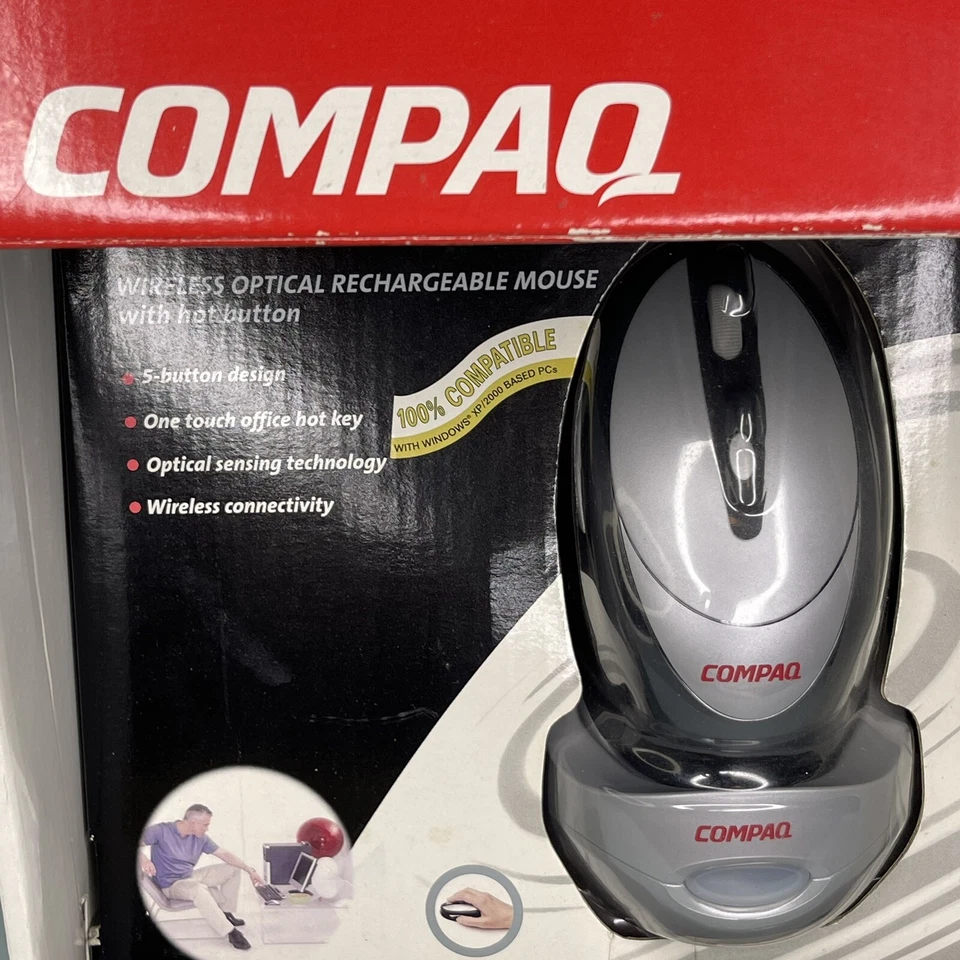 COMPAQ
WIRELESS OPTICAL RECHARGEABLE MOUSE
with hot button
5-button design
One touch office hot key
Optical sensing technology
Wireless connectivity
100% COMPATIBLE
WITH WINDOWS® XP/2000 BASED PCs
COMPAQ
COMPAQ